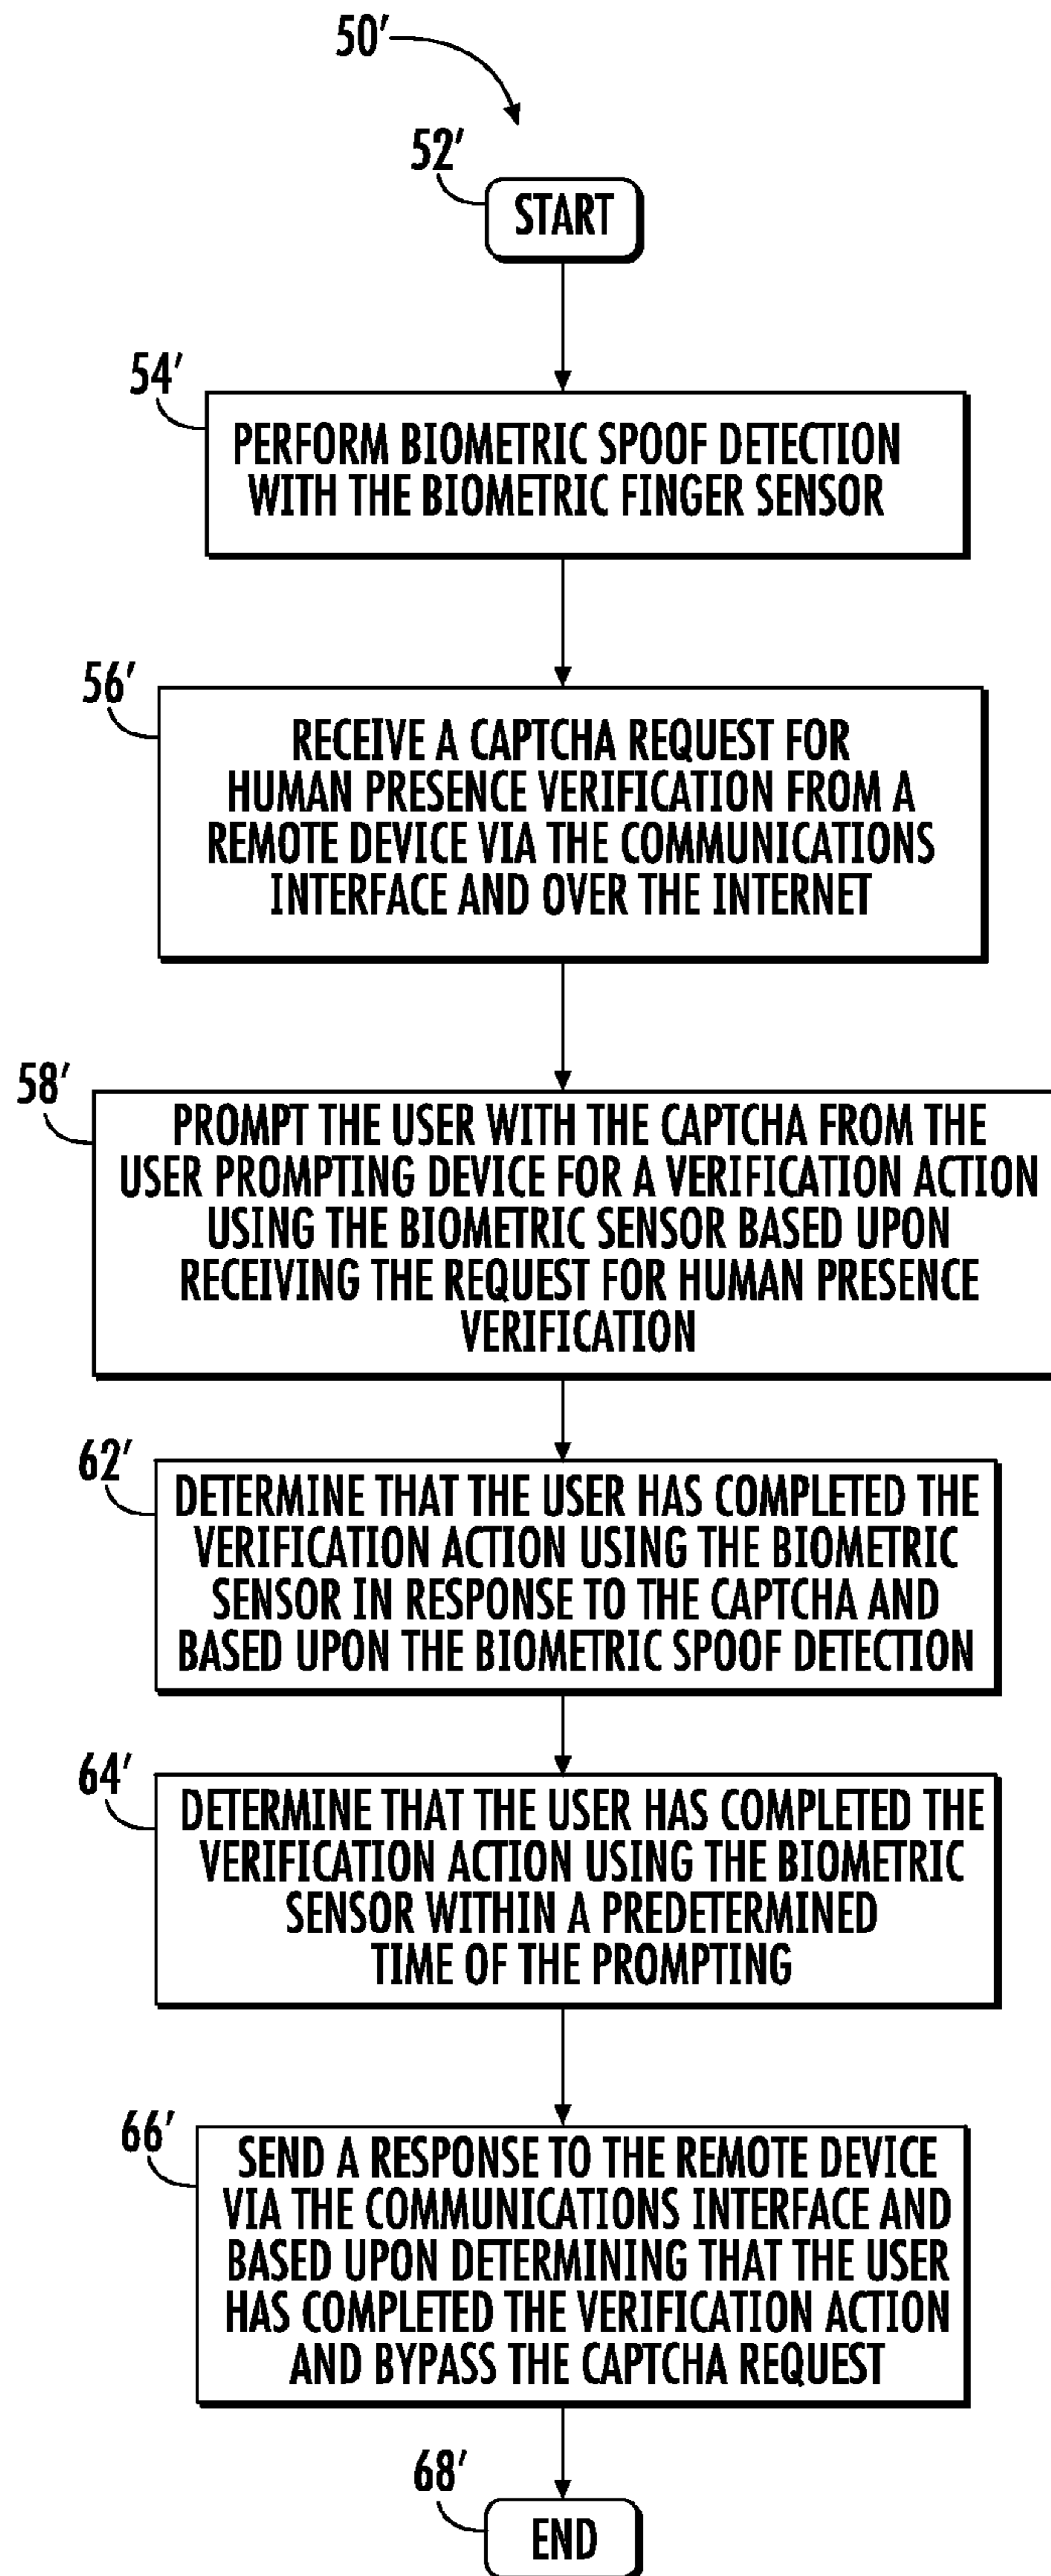 50'
52'
START
54'
PERFORM BIOMETRIC SPOOF DETECTION
WITH THE BIOMETRIC FINGER SENSOR
56'
RECEIVE A CAPTCHA REQUEST FOR
HUMAN PRESENCE VERIFICATION FROM A
REMOTE DEVICE VIA THE COMMUNICATIONS
INTERFACE AND OVER THE INTERNET
58'
PROMPT THE USER WITH THE CAPTCHA FROM THE
USER PROMPTING DEVICE FOR A VERIFICATION ACTION
USING THE BIOMETRIC SENSOR BASED UPON
RECEIVING THE REQUEST FOR HUMAN PRESENCE
VERIFICATION
62'
DETERMINE THAT THE USER HAS COMPLETED THE
VERIFICATION ACTION USING THE BIOMETRIC
SENSOR IN RESPONSE TO THE CAPTCHA AND
BASED UPON THE BIOMETRIC SPOOF DETECTION
64'
DETERMINE THAT THE USER HAS COMPLETED THE
VERIFICATION ACTION USING THE BIOMETRIC
SENSOR WITHIN A PREDETERMINED
TIME OF THE PROMPTING
66'
SEND A RESPONSE TO THE REMOTE DEVICE
VIA THE COMMUNICATIONS INTERFACE AND
BASED UPON DETERMINING THAT THE USER
HAS COMPLETED THE VERIFICATION ACTION
AND BYPASS THE CAPTCHA REQUEST
68'
END